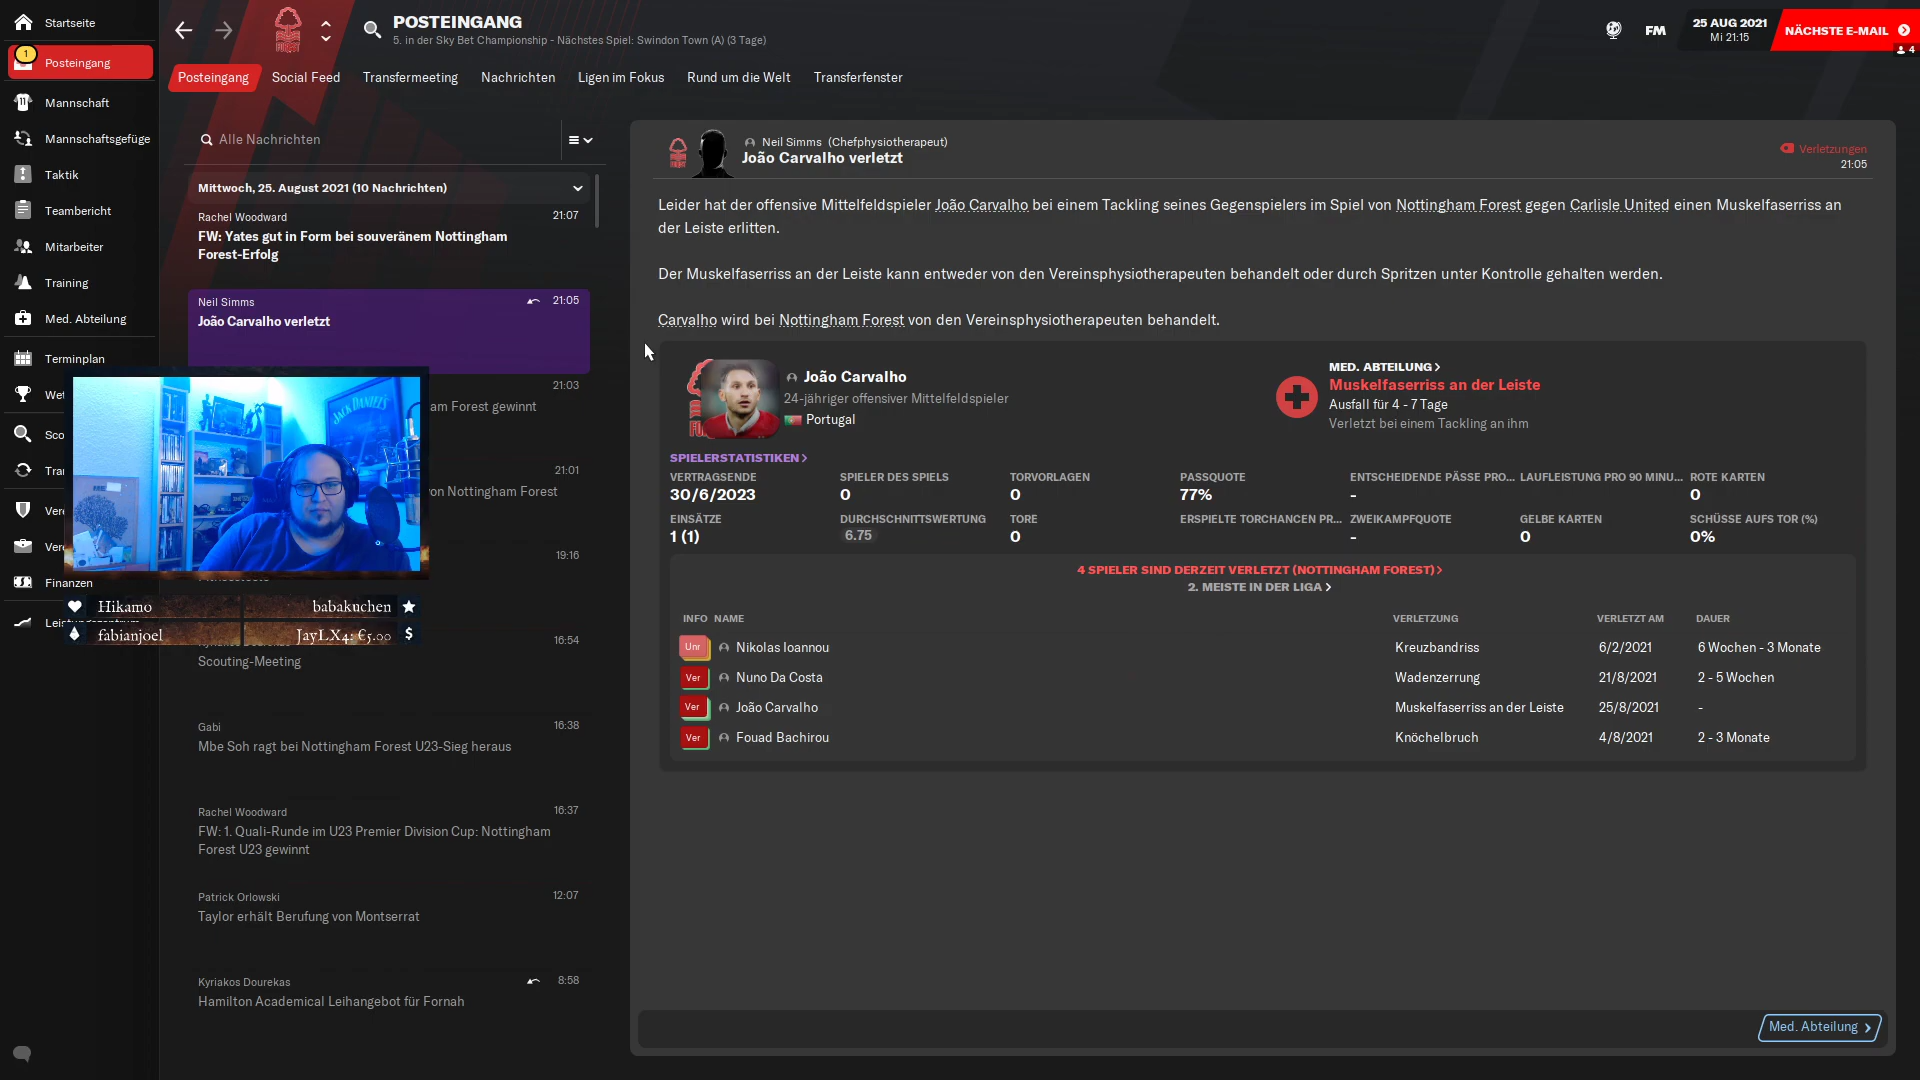 Startseite
1
Posteingang
Mannschaft
Mannschaftsgefüge
Taktik
Teambericht
Mitarbeiter
Training
Med. Abteilung
Terminplan
Finanzen
POSTEINGANG
5. in der Sky Bet Championship - Nächstes Spiel: Swindon Town (A) (3 Tage)
FM
25 AUG 2021
Mi 21:15
NÄCHSTE E-MAIL
4
Posteingang
Social Feed
Transfermeeting
Nachrichten
Ligen im Fokus
Rund um die Welt
Transferfenster
Alle Nachrichten
Mittwoch, 25. August 2021 (10 Nachrichten)
Rachel Woodward 21:07
FW: Yates gut in Form bei souveränem Nottingham
Forest-Erfolg
Neil Simms 21:05
João Carvalho verletzt
21:03
am Forest gewinnt
21:01
von Nottingham Forest
19:16
JACK DANIEL'S
Hikamo
babakuchen
fabianjoel
JayLX4: €5.00
16:54
Scouting-Meeting
Gabi 16:38
Mbe Soh ragt bei Nottingham Forest U23-Sieg heraus
Rachel Woodward 16:37
FW: 1. Quali-Runde im U23 Premier Division Cup: Nottingham
Forest U23 gewinnt
Patrick Orlowski 12:07
Taylor erhält Berufung von Montserrat
Kyriakos Dourekas 8:58
Hamilton Academical Leihangebot für Fornah
Neil Simms (Chefphysiotherapeut)
João Carvalho verletzt
Verletzungen
21:05
Leider hat der offensive Mittelfeldspieler João Carvalho bei einem Tackling seines Gegenspielers im Spiel von Nottingham Forest gegen Carlisle United einen Muskelfaserriss an
der Leiste erlitten.
Der Muskelfaserriss an der Leiste kann entweder von den Vereinsphysiotherapeuten behandelt oder durch Spritzen unter Kontrolle gehalten werden.
Carvalho wird bei Nottingham Forest von den Vereinsphysiotherapeuten behandelt.
João Carvalho
24-jähriger offensiver Mittelfeldspieler
Portugal
MED. ABTEILUNG
Muskelfaserriss an der Leiste
Ausfall für 4 - 7 Tage
Verletzt bei einem Tackling an ihm
SPIELERSTATISTIKEN
VERTRAGSENDE SPIELER DES SPIELS TORVORLAGEN PASSQUOTE ENTSCHEIDENDE PÄSSE PRO... LAUFLEISTUNG PRO 90 MINU... ROTE KARTEN
30/6/2023 0 0 77% - 0
EINSÄTZE DURCHSCHNITTSWERTUNG TORE ERSPIELTE TORCHANCEN PR... ZWEIKAMPFQUOTE GELBE KARTEN SCHÜSSE AUFS TOR (%)
1 (1) 6.75 0 - 0 0%
4 SPIELER SIND DERZEIT VERLETZT (NOTTINGHAM FOREST)
2. MEISTE IN DER LIGA
INFO NAME VERLETZUNG VERLETZT AM DAUER
Unr Nikolas Ioannou Kreuzbandriss 6/2/2021 6 Wochen - 3 Monate
Ver Nuno Da Costa Wadenzerrung 21/8/2021 2 - 5 Wochen
Ver João Carvalho Muskelfaserriss an der Leiste 25/8/2021 -
Ver Fouad Bachirou Knöchelbruch 4/8/2021 2 - 3 Monate
Med. Abteilung